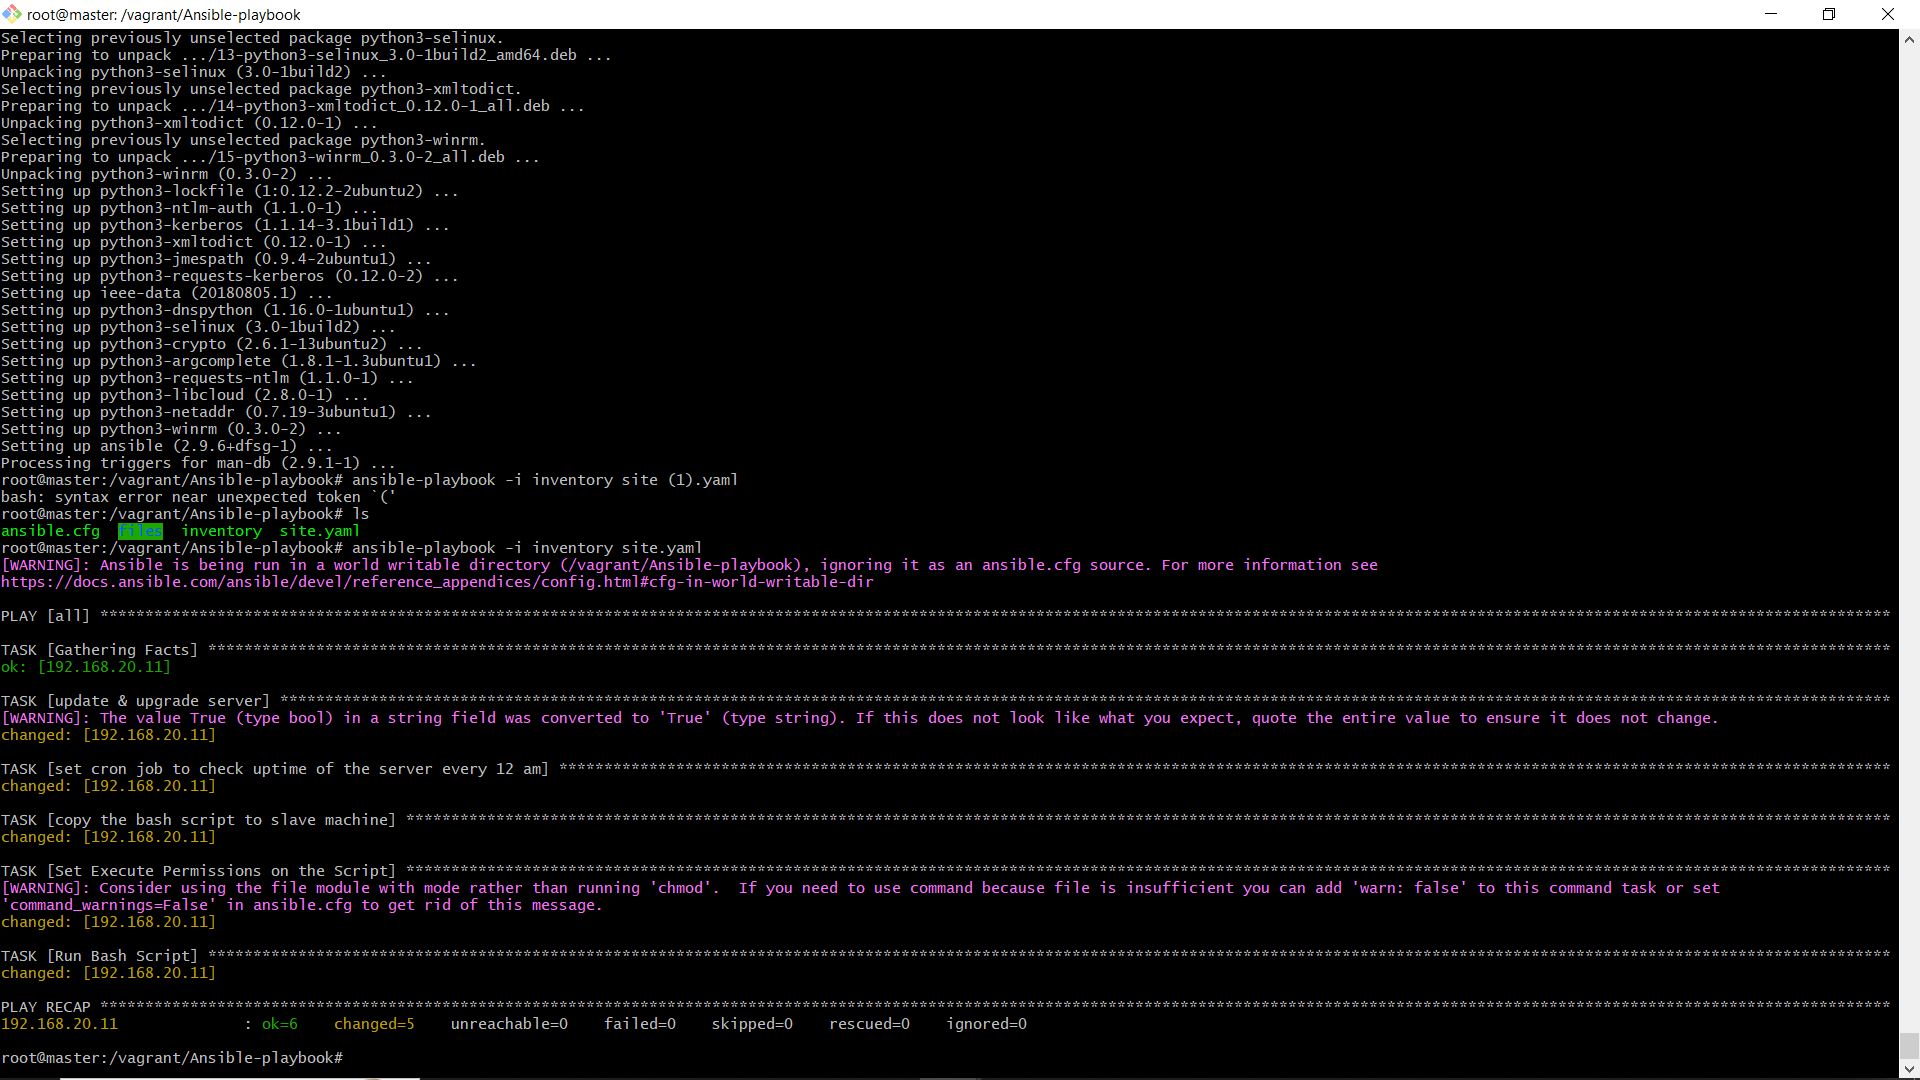 root@master: /vagrant/Ansible-playbook
Selecting previously unselected package python3-selinux.
Preparing to unpack .../13-python3-selinux_3.0-1build2_amd64.deb ...
Unpacking python3-selinux (3.0-1build2) ...
Selecting previously unselected package python3-xmltodict.
Preparing to unpack .../14-python3-xmltodict_0.12.0-1_all.deb ...
Unpacking python3-xmltodict (0.12.0-1) ...
Selecting previously unselected package python3-winrm.
Preparing to unpack .../15-python3-winrm_0.3.0-2_all.deb ...
Unpacking python3-winrm (0.3.0-2) ...
Setting up python3-lockfile (1:0.12.2-2ubuntu2) ...
Setting up python3-ntlm-auth (1.1.0-1) ...
Setting up python3-kerberos (1.1.14-3.1build1) ...
Setting up python3-xmltodict (0.12.0-1) ...
Setting up python3-jmespath (0.9.4-2ubuntu1) ...
Setting up python3-requests-kerberos (0.12.0-2) ...
Setting up ieee-data (20180805.1) ...
Setting up python3-dnspython (1.16.0-1ubuntu1) ...
Setting up python3-selinux (3.0-1build2) ...
Setting up python3-crypto (2.6.1-13ubuntu2) ...
Setting up python3-argcomplete (1.8.1-1.3ubuntu1) ...
Setting up python3-requests-ntlm (1.1.0-1) ...
Setting up python3-libcloud (2.8.0-1) ...
Setting up python3-netaddr (0.7.19-3ubuntu1) ...
Setting up python3-winrm (0.3.0-2) ...
Setting up ansible (2.9.6+dfsg-1) ...
Processing triggers for man-db (2.9.1-1) ...
root@master:/vagrant/Ansible-playbook# ansible-playbook -i inventory site (1).yaml
bash: syntax error near unexpected token `('
root@master:/vagrant/Ansible-playbook# ls
ansible.cfg  files  inventory  site.yaml
root@master:/vagrant/Ansible-playbook# ansible-playbook -i inventory site.yaml
[WARNING]: Ansible is being run in a world writable directory (/vagrant/Ansible-playbook), ignoring it as an ansible.cfg source. For more information see
https://docs.ansible.com/ansible/devel/reference_appendices/config.html#cfg-in-world-writable-dir
PLAY [all] ***************************************************************************************************************************************************************************************************
TASK [Gathering Facts] *******************************************************************************************************************************************************************************************
ok: [192.168.20.11]
TASK [update & upgrade server] ***********************************************************************************************************************************************************************************
[WARNING]: The value True (type bool) in a string field was converted to 'True' (type string). If this does not look like what you expect, quote the entire value to ensure it does not change.
changed: [192.168.20.11]
TASK [set cron job to check uptime of the server every 12 am] ****************************************************************************************************************************************************
changed: [192.168.20.11]
TASK [copy the bash script to slave machine] *********************************************************************************************************************************************************************
changed: [192.168.20.11]
TASK [Set Execute Permissions on the Script] *********************************************************************************************************************************************************************
[WARNING]: Consider using the file module with mode rather than running 'chmod'.  If you need to use command because file is insufficient you can add 'warn: false' to this command task or set
'command_warnings=False' in ansible.cfg to get rid of this message.
changed: [192.168.20.11]
TASK [Run Bash Script] *******************************************************************************************************************************************************************************************
changed: [192.168.20.11]
PLAY RECAP *******************************************************************************************************************************************************************************************************
192.168.20.11              : ok=6    changed=5    unreachable=0    failed=0    skipped=0    rescued=0    ignored=0
root@master:/vagrant/Ansible-playbook#